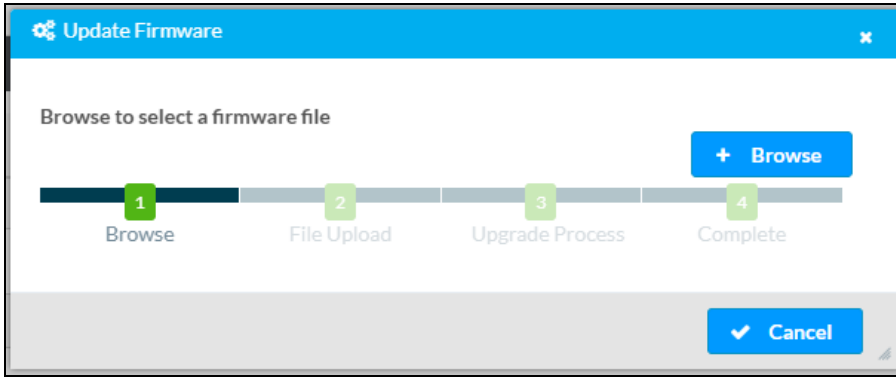 Update Firmware
Browse to select a firmware file
+ Browse
1 2 3 4
Browse File Upload Upgrade Process Complete
Cancel